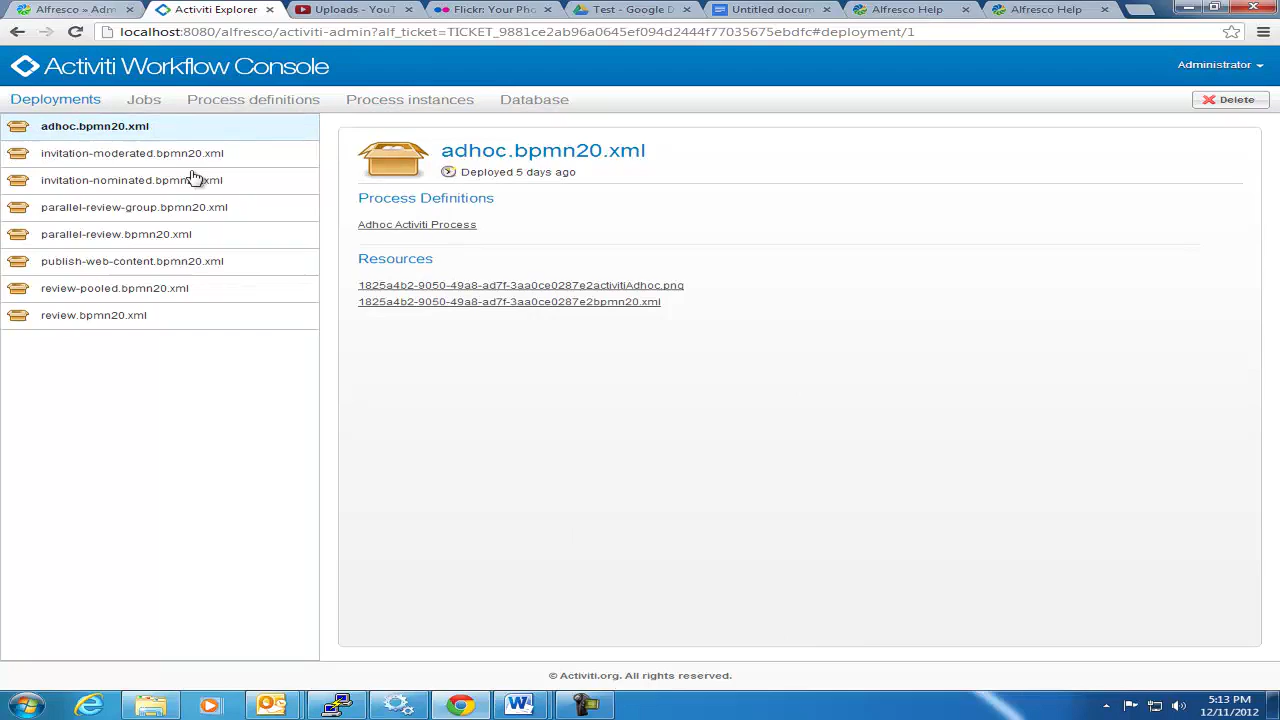 Alfresco » Adm
Activiti Explorer
Uploads - YouT
Flickr: Your Pho
Test - Google D
Untitled docum
Alfresco Help
Alfresco Help
localhost:8080/alfresco/activiti-admin?alf_ticket=TICKET_9881ce2a296a0645ef094d2444f77035675ebdfc#deployment/1
Activiti Workflow Console
Administrator
Deployments
Jobs
Process definitions
Process instances
Database
Delete
adhoc.bpmn20.xml
invitation-moderated.bpmn20.xml
parallel-review-group.bpmn20.xml
parallel-review.bpmn20.xml
publish-web-content.bpmn20.xml
review-pooled.bpmn20.xml
review.bpmn20.xml
adhoc.bpmn20.xml
Deployed 5 days ago
Process Definitions
Adhoc Activiti Process
Resources
1825a4b2-9050-49a8-ad7f-3aa0ce0287e2activitiAdhoc.png
1825a4b2-9050-49a8-ad7f-3aa0ce0287e2bpmn20.xml
© Activiti.org. All rights reserved.
5:13 PM
12/11/2012